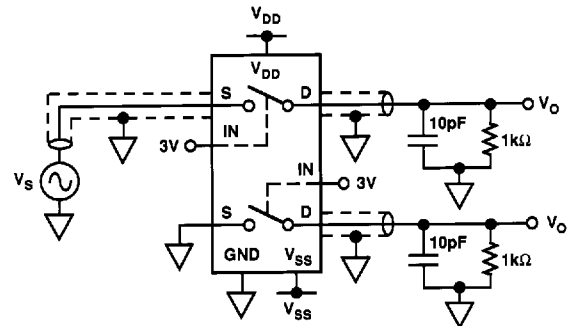 VDD
VDD
S D
VO
IN
10pF
1kΩ
3V
IN
3V
VS
S D
VO
GND VSS
10pF
1kΩ
VSS